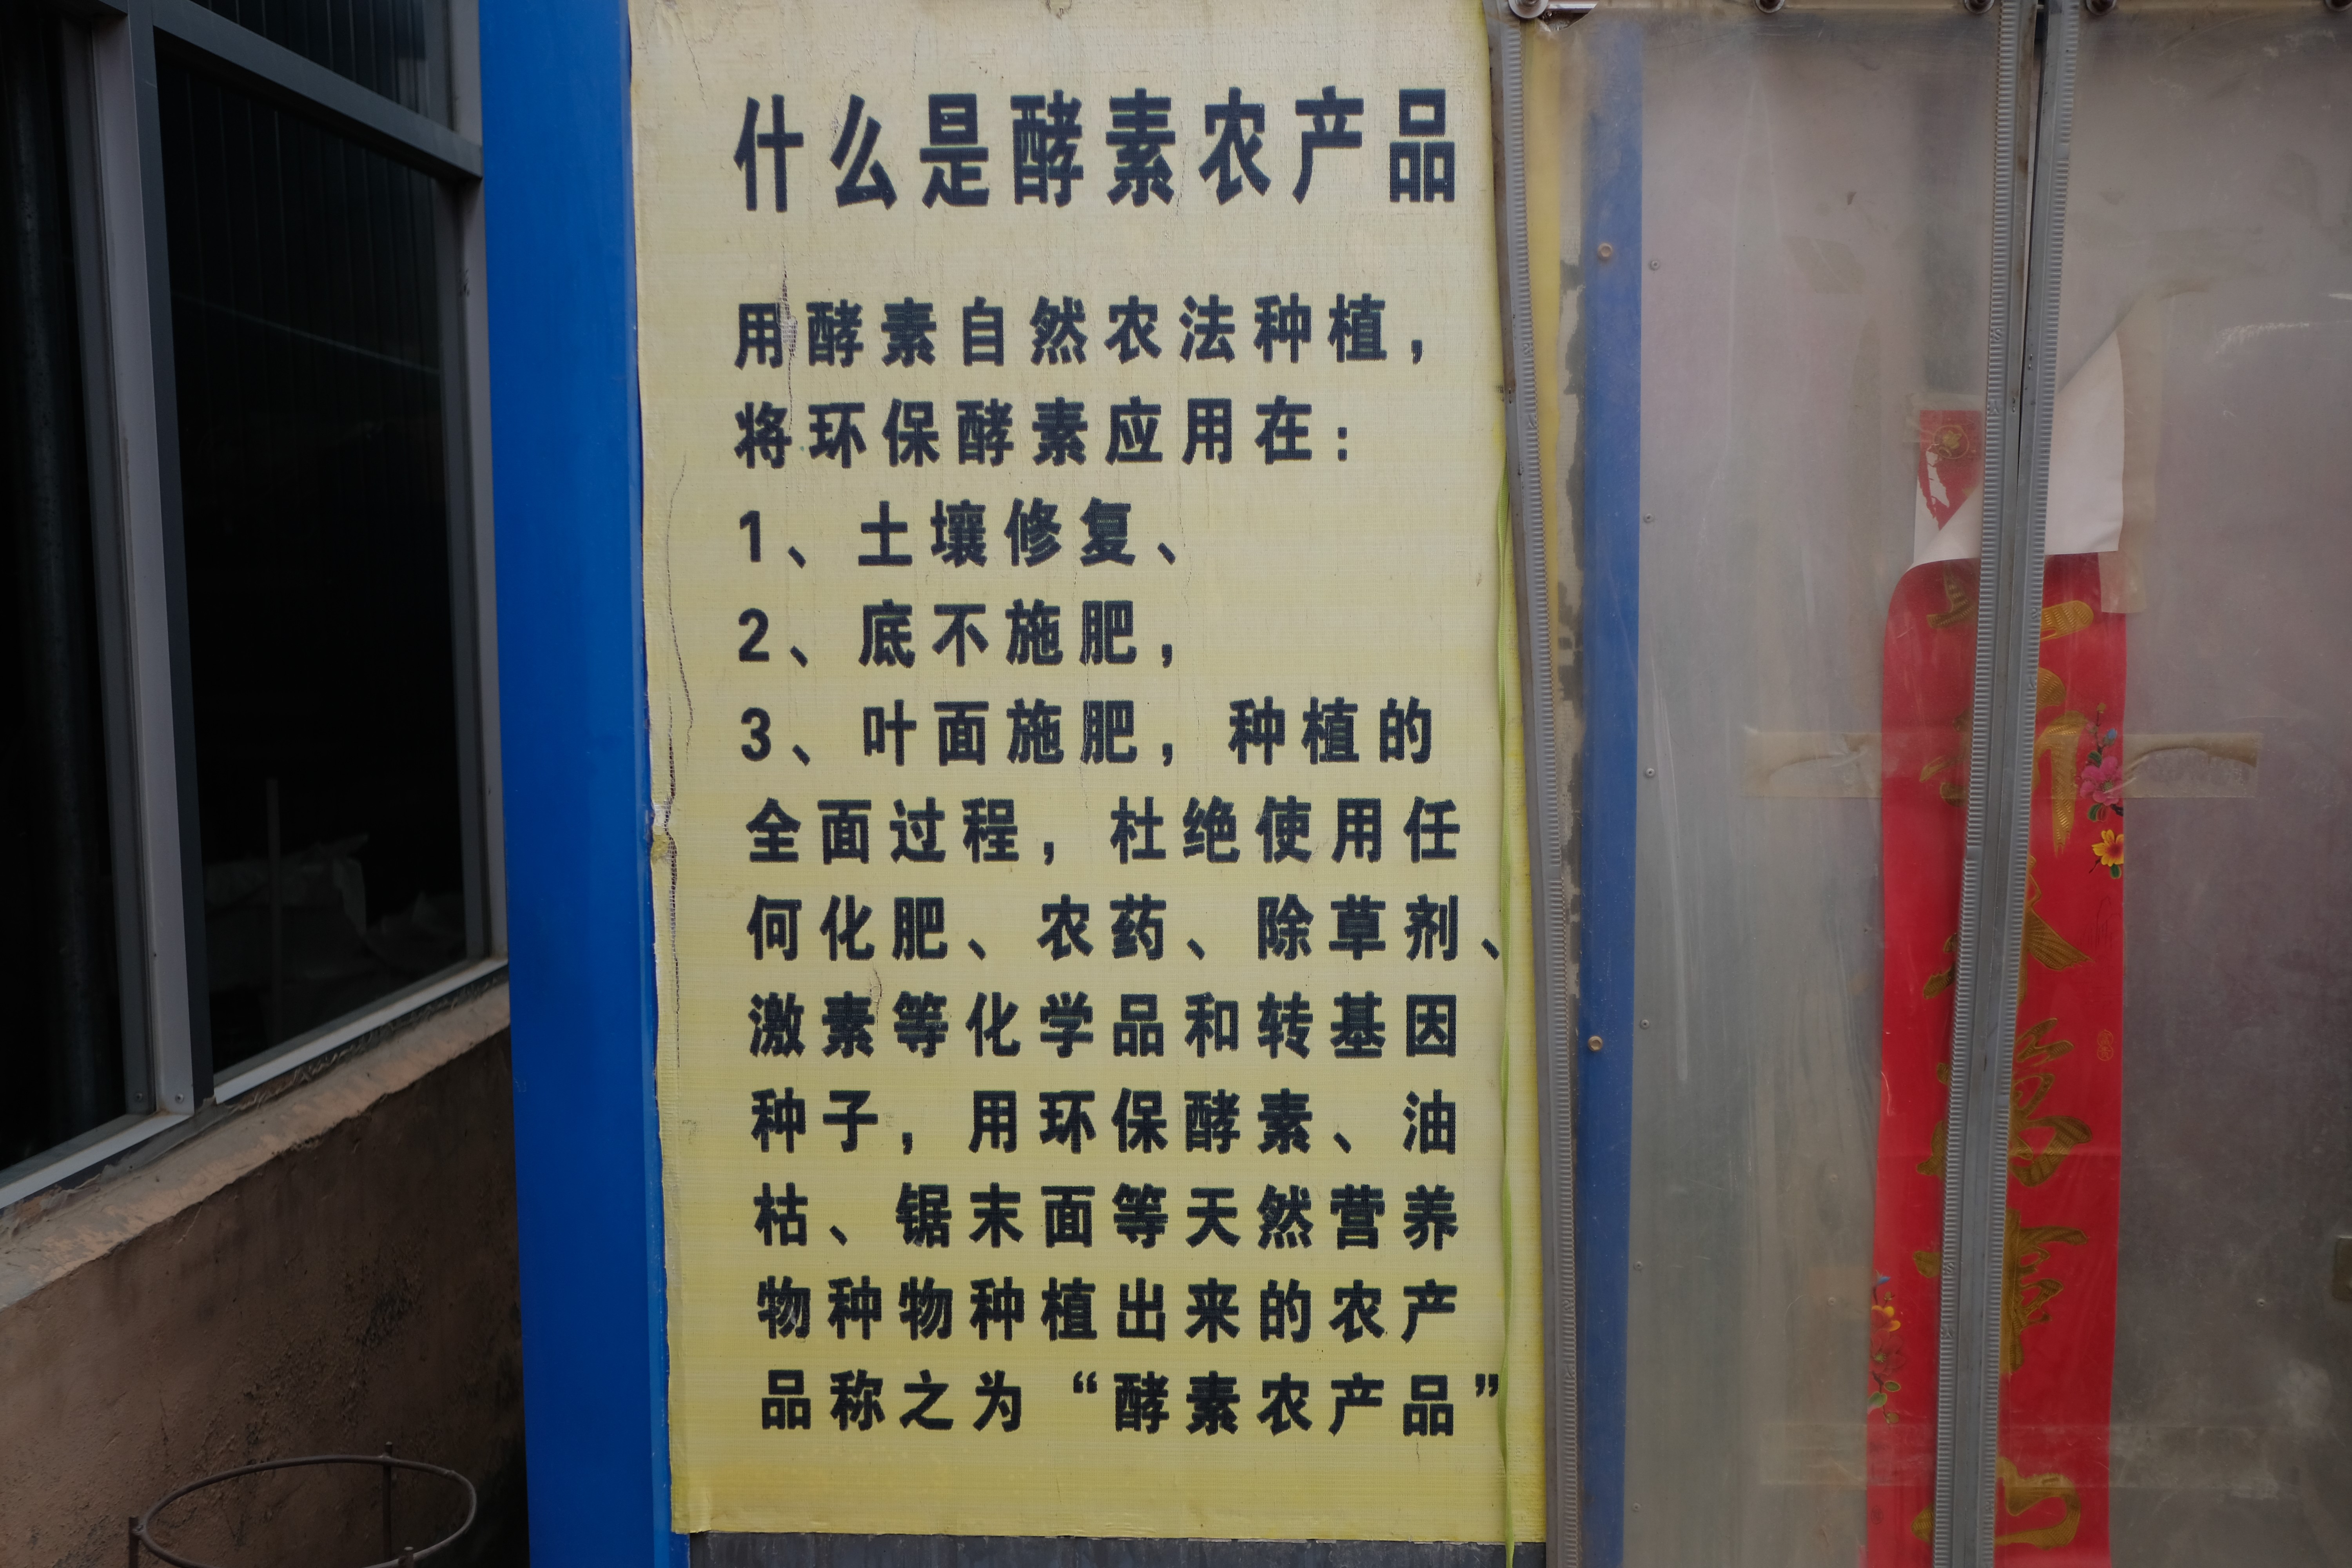 什么是酵素农产品
用酵素自然农法种植，
将环保酵素应用在：
1、土壤修复、
2、底不施肥，
3、叶面施肥，种植的
全面过程，杜绝使用任
何化肥、农药、除草剂、
激素等化学品和转基因
种子，用环保酵素、油
枯、锯末面等天然营养
物种物种植出来的农产
品称之为“酵素农产品”